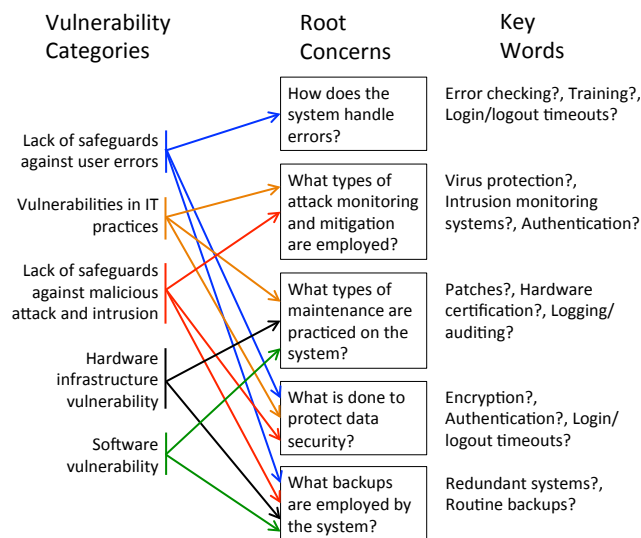 Vulnerability
Categories
Root
Concerns
Key
Words
Lack of safeguards
against user errors
Vulnerabilities in IT
practices
Lack of safeguards
against malicious
attack and intrusion
Hardware
infrastructure
vulnerability
Software
vulnerability
How does the
system handle
errors?
What types of
attack monitoring
and mitigation
are employed?
What types of
maintenance are
practiced on the
system?
What is done to
protect data
security?
What backups
are employed by
the system?
Error checking?, Training?,
Login/logout timeouts?
Virus protection?,
Intrusion monitoring
systems?, Authentication?
Patches?, Hardware
certification?, Logging/
auditing?
Encryption?,
Authentication?, Login/
logout timeouts?
Redundant systems?,
Routine backups?